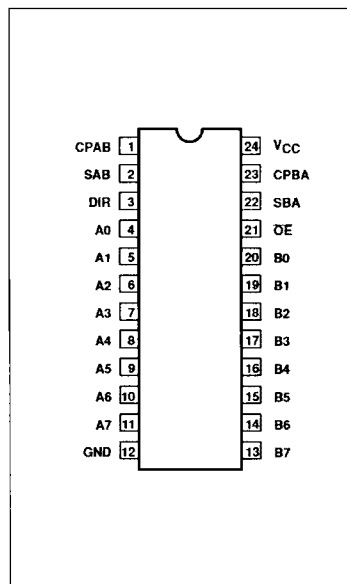 CPAB 1 24 VCC
SAB 2 23 CPBA
DIR 3 22 SBA
A0 4 21 O̅E̅
A1 5 20 B0
A2 6 19 B1
A3 7 18 B2
A4 8 17 B3
A5 9 16 B4
A6 10 15 B5
A7 11 14 B6
GND 12 13 B7